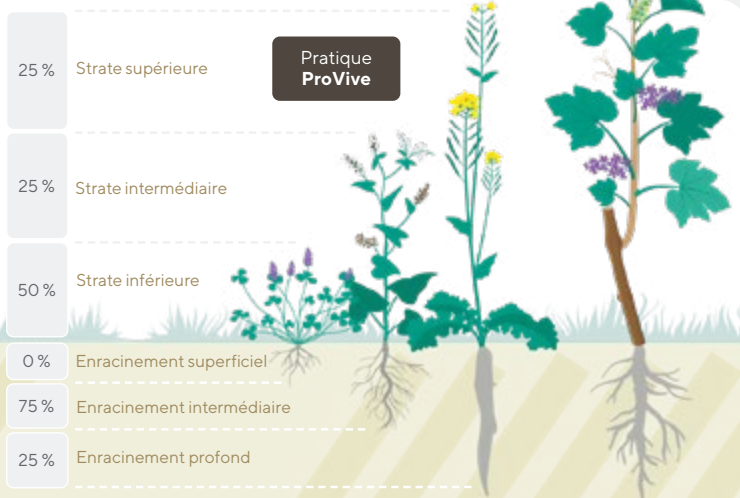 25 %
Strate supérieure
Pratique
ProVive
25 %
Strate intermédiaire
50 %
Strate inférieure
0 %
Enracinement superficiel
75 %
Enracinement intermédiaire
25 %
Enracinement profond